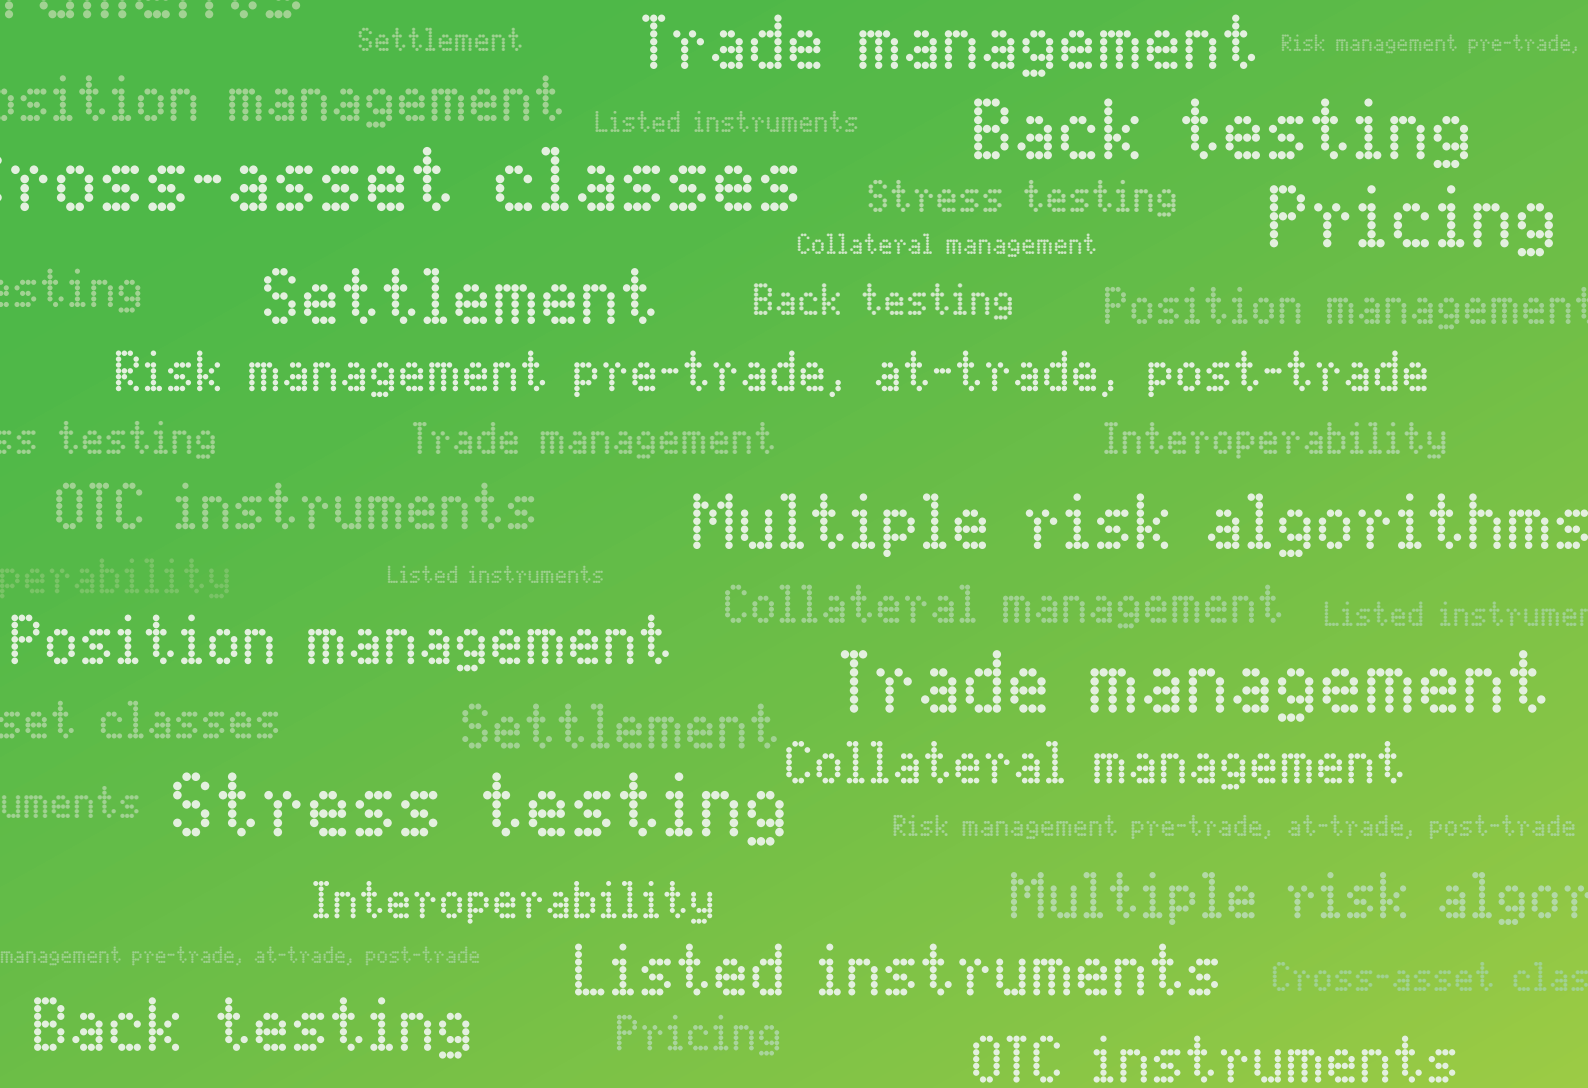 Settlement
Trade management
Risk management pre-trade,
position management
Listed instruments
Back testing
Cross-asset classes
Stress testing
Pricing
Collateral management
esting
Settlement
Back testing
Position management
Risk management pre-trade, at-trade, post-trade
ss testing
Trade management
Interoperability
OTC instruments
Multiple risk algorithms
perability
Listed instruments
Collateral management
Listed instrumen
Position management
Trade management
set classes
Settlement
Collateral management
uments
Stress testing
Risk management pre-trade, at-trade, post-trade
Interoperability
Multiple risk algor
management pre-trade, at-trade, post-trade
Listed instruments
Cross-asset clas
Back testing
Pricing
OTC instruments